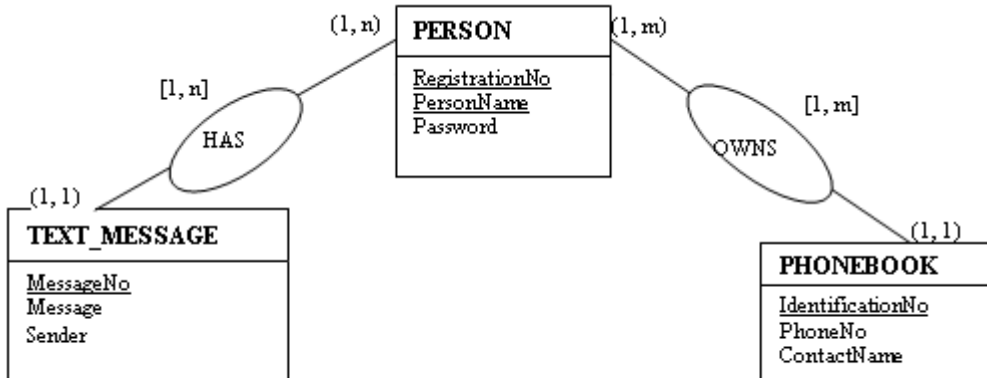 (1, n)
PERSON
(1, m)
RegistrationNo
PersonName
Password
[1, n]
HAS
[1, m]
OWNS
(1, 1)
TEXT_MESSAGE
MessageNo
Message
Sender
(1, 1)
PHONEBOOK
IdentificationNo
PhoneNo
ContactName